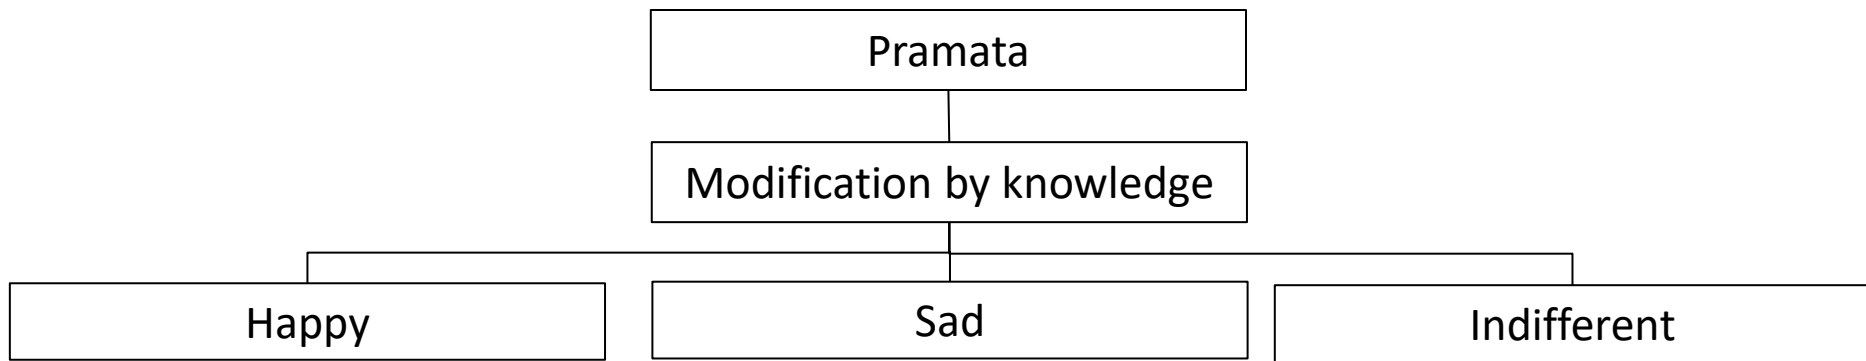 Pramata
Modification by knowledge
Happy
Sad
Indifferent